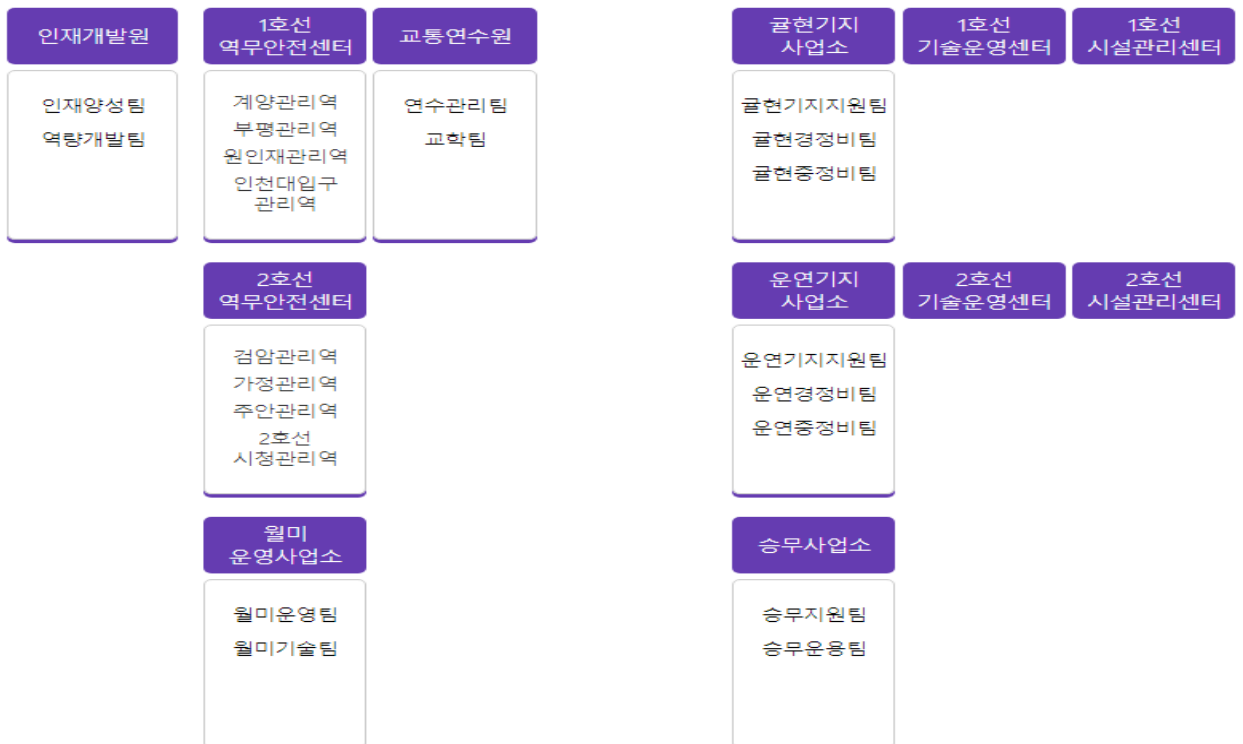 인재개발원
인재양성팀
역량개발팀
1호선
역무안전센터
계양관리역
부평관리역
원인재관리역
인천대입구
관리역
교통연수원
연수관리팀
교학팀
귤현기지
사업소
귤현기지지원팀
귤현경정비팀
귤현중정비팀
1호선
기술운영센터
1호선
시설관리센터
2호선
역무안전센터
검암관리역
가정관리역
주안관리역
2호선
시청관리역
운연기지
사업소
운연기지지원팀
운연경정비팀
운연중정비팀
2호선
기술운영센터
2호선
시설관리센터
월미
운영사업소
월미운영팀
월미기술팀
승무사업소
승무지원팀
승무운용팀